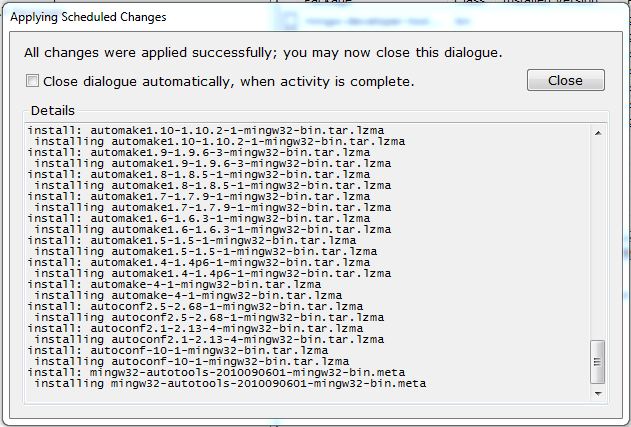 Package Class Installed Version
Applying Scheduled Changes
All changes were applied successfully; you may now close this dialogue.
Close dialogue automatically, when activity is complete.
Close
Details
install: automake1.10-1.10.2-1-mingw32-bin.tar.lzma
installing automake1.10-1.10.2-1-mingw32-bin.tar.lzma
install: automake1.9-1.9.6-3-mingw32-bin.tar.lzma
installing automake1.9-1.9.6-3-mingw32-bin.tar.lzma
install: automake1.8-1.8.5-1-mingw32-bin.tar.lzma
installing automake1.8-1.8.5-1-mingw32-bin.tar.lzma
install: automake1.7-1.7.9-1-mingw32-bin.tar.lzma
installing automake1.7-1.7.9-1-mingw32-bin.tar.lzma
install: automake1.6-1.6.3-1-mingw32-bin.tar.lzma
installing automake1.6-1.6.3-1-mingw32-bin.tar.lzma
install: automake1.5-1.5-1-mingw32-bin.tar.lzma
installing automake1.5-1.5-1-mingw32-bin.tar.lzma
install: automake1.4-1.4p6-1-mingw32-bin.tar.lzma
installing automake1.4-1.4p6-1-mingw32-bin.tar.lzma
install: automake-4-1-mingw32-bin.tar.lzma
installing automake-4-1-mingw32-bin.tar.lzma
install: autoconf2.5-2.68-1-mingw32-bin.tar.lzma
installing autoconf2.5-2.68-1-mingw32-bin.tar.lzma
install: autoconf2.1-2.13-4-mingw32-bin.tar.lzma
installing autoconf2.1-2.13-4-mingw32-bin.tar.lzma
install: autoconf-10-1-mingw32-bin.tar.lzma
installing autoconf-10-1-mingw32-bin.tar.lzma
install: mingw32-autotools-2010090601-mingw32-bin.meta
installing mingw32-autotools-2010090601-mingw32-bin.meta